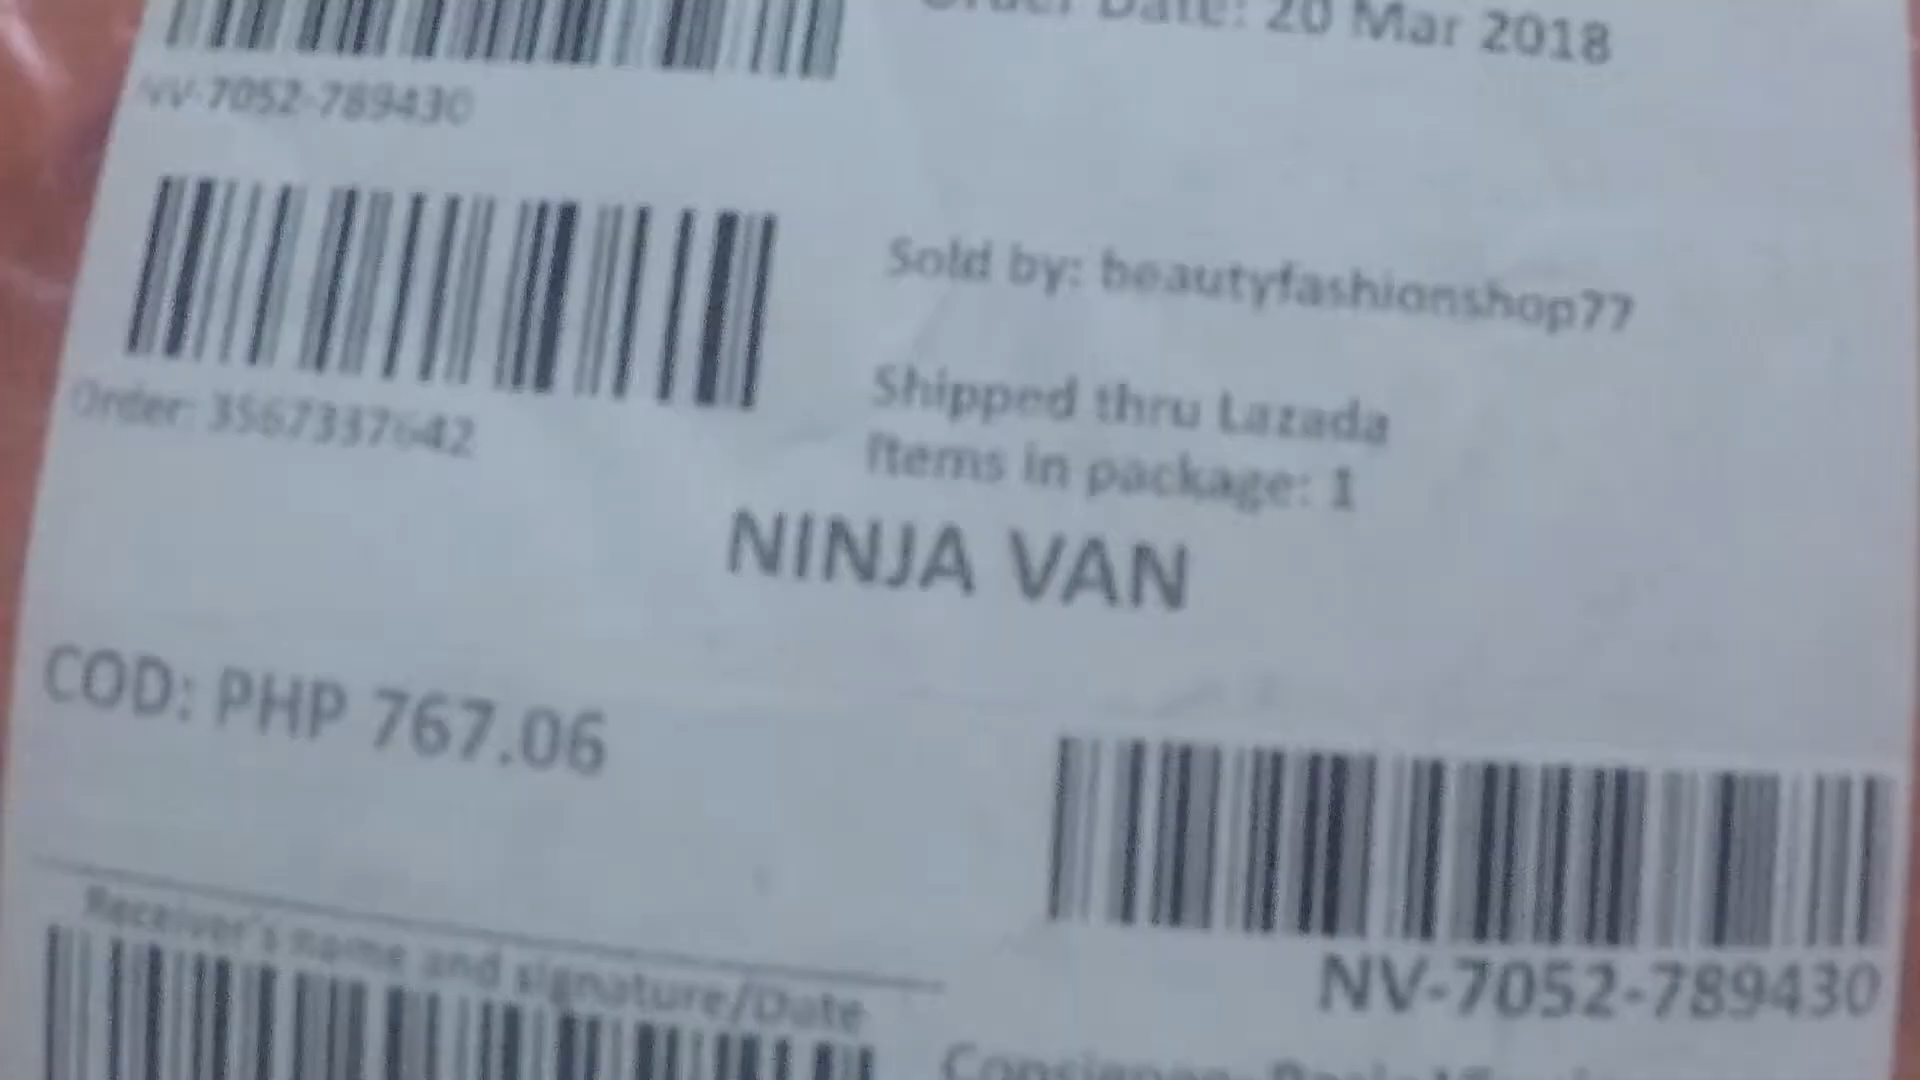 Order Date: 20 Mar 2018
NV-7052-789430
Sold by: beautyfashionshop77
Order: 3567337642
Shipped thru Lazada
Items in package: 1
NINJA VAN
COD: PHP 767.06
Receiver's name and signature/Date
NV-7052-789430